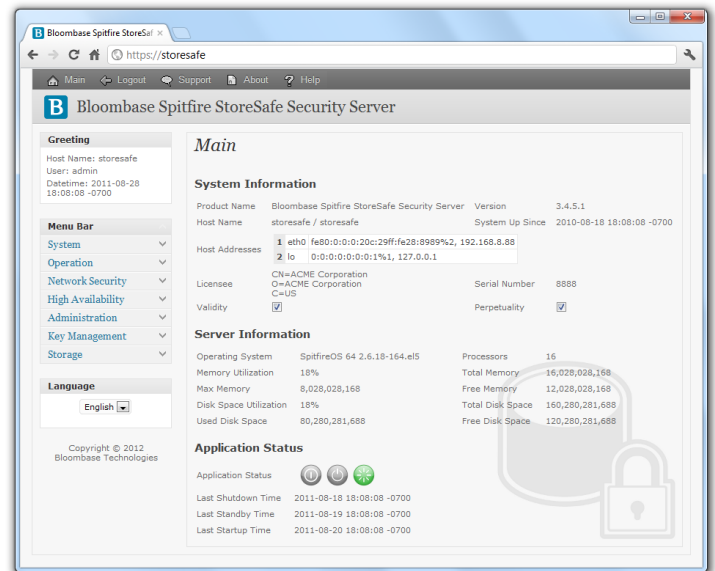 Bloombase Spitfire StoreSaf ×
https://storesafe
Main Logout Support About Help
B Bloombase Spitfire StoreSafe Security Server
Greeting
Host Name: storesafe
User: admin
Datetime: 2011-08-28
18:08:08 -0700
Menu Bar
System
Operation
Network Security
High Availability
Administration
Key Management
Storage
Language
English
Copyright © 2012
Bloombase Technologies
Main
System Information
Product Name Bloombase Spitfire StoreSafe Security Server Version 3.4.5.1
Host Name storesafe / storesafe System Up Since 2010-08-18 18:08:08 -0700
Host Addresses
1 eth0 fe80:0:0:0:20c:29ff:fe28:8989%2, 192.168.8.88
2 lo 0:0:0:0:0:0:0:1%1, 127.0.0.1
CN=ACME Corporation
Licensee O=ACME Corporation Serial Number 8888
C=US
Validity Perpetuality
Server Information
Operating System SpitfireOS 64 2.6.18-164.el5 Processors 16
Memory Utilization 18% Total Memory 16,028,028,168
Max Memory 8,028,028,168 Free Memory 12,028,028,168
Disk Space Utilization 18% Total Disk Space 160,280,281,688
Used Disk Space 80,280,281,688 Free Disk Space 120,280,281,688
Application Status
Application Status
Last Shutdown Time 2011-08-18 18:08:08 -0700
Last Standby Time 2011-08-19 18:08:08 -0700
Last Startup Time 2011-08-20 18:08:08 -0700